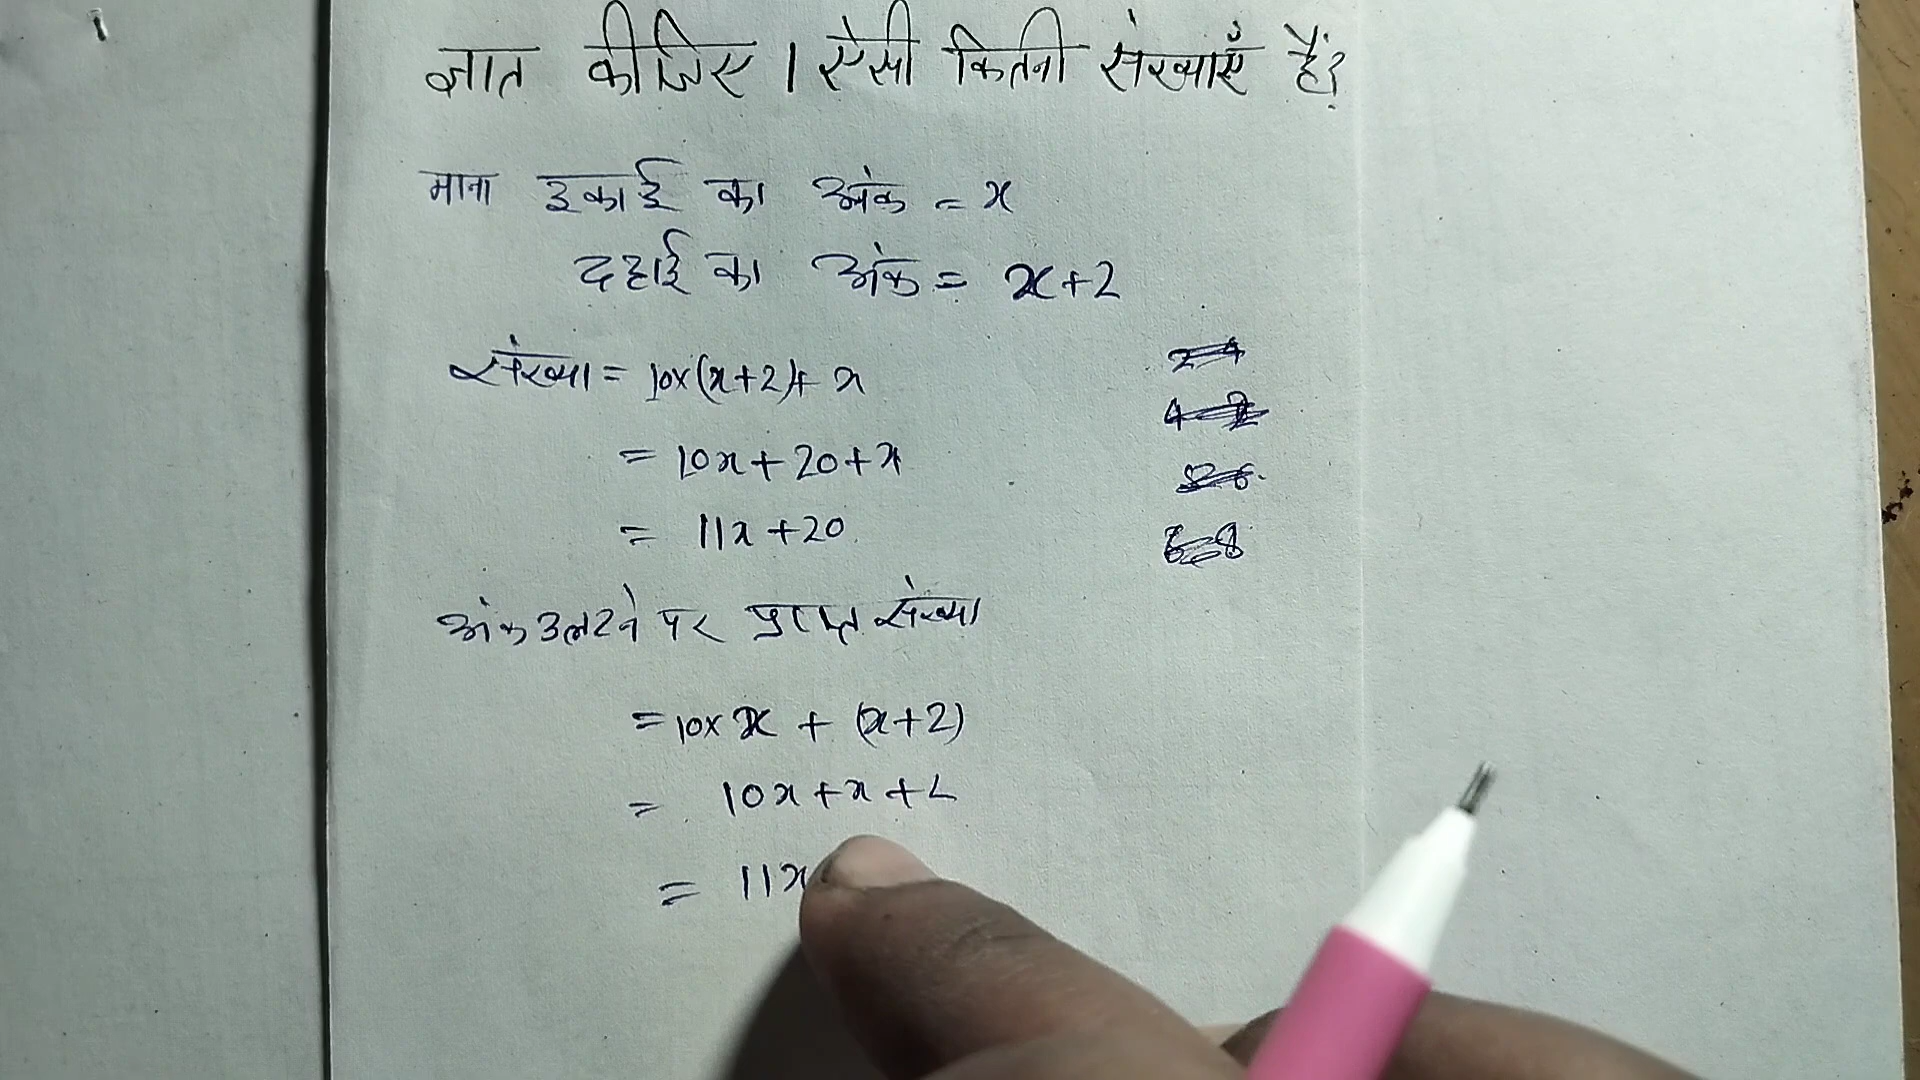 ज्ञात कीजिए । ऐसी कितनी संख्याएँ हैं?
माना इकाई का अंक = x
दहाई का अंक = x+2
संख्या = 10×(x+2)+ x
= 10x + 20 + x
= 11x + 20
अंक उलटने पर प्राप्त संख्या
= 10× x + (x+2)
= 10x + x + 2
= 11x